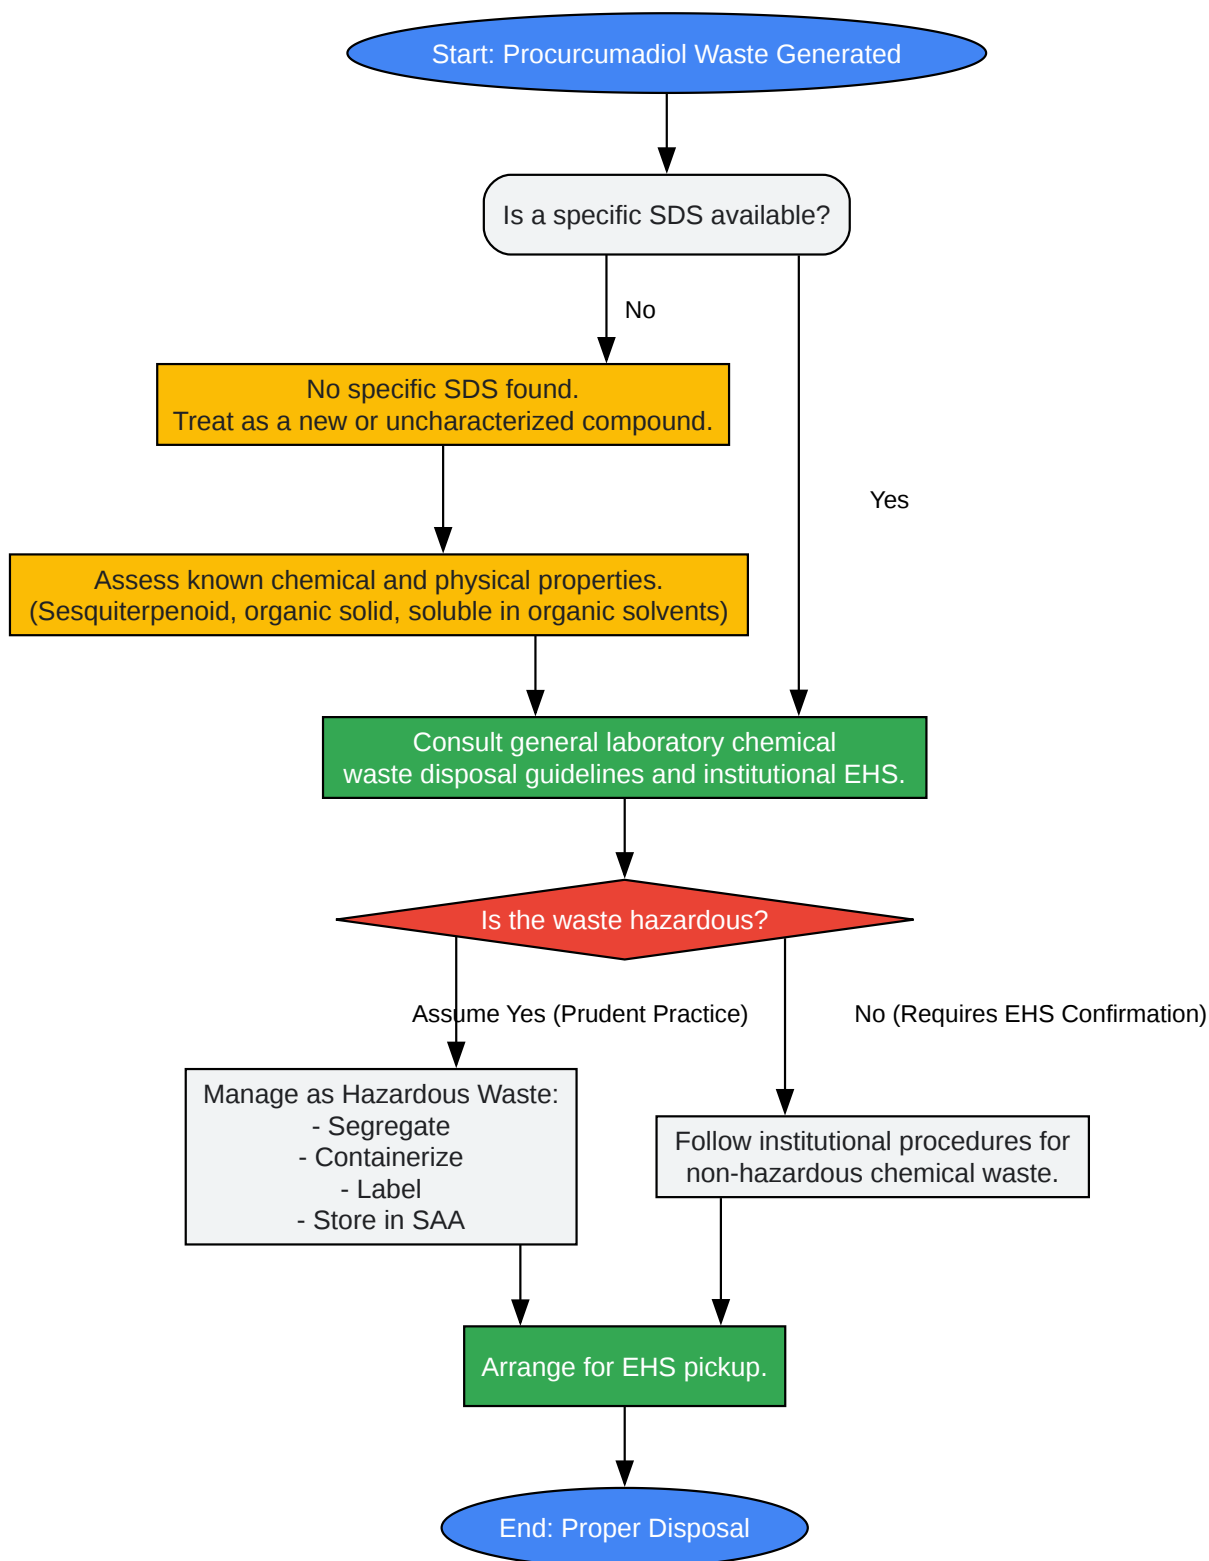 Start: Procurcumadiol Waste Generated
Is a specific SDS available?
No
No specific SDS found.
Treat as a new or uncharacterized compound.
Yes
Assess known chemical and physical properties.
(Sesquiterpenoid, organic solid, soluble in organic solvents)
Consult general laboratory chemical
waste disposal guidelines and institutional EHS.
Is the waste hazardous?
Assume Yes (Prudent Practice)
No (Requires EHS Confirmation)
Manage as Hazardous Waste:
- Segregate
- Containerize
- Label
- Store in SAA
Follow institutional procedures for
non-hazardous chemical waste.
Arrange for EHS pickup.
End: Proper Disposal